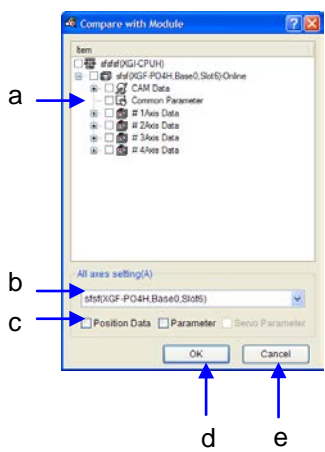 Compare with Module
Item
sfsfsf(XGI-CPUH)
sfsf(XGF-PO4H,Base0,Slot6)-Online
CAM Data
Common Parameter
# 1Axis Data
# 2Axis Data
# 3Axis Data
# 4Axis Data
a
All axes setting(A)
b
sfsf(XGF-PO4H,Base0,Slot6)
c
Position Data Parameter Servo Parameter
OK Cancel
d e